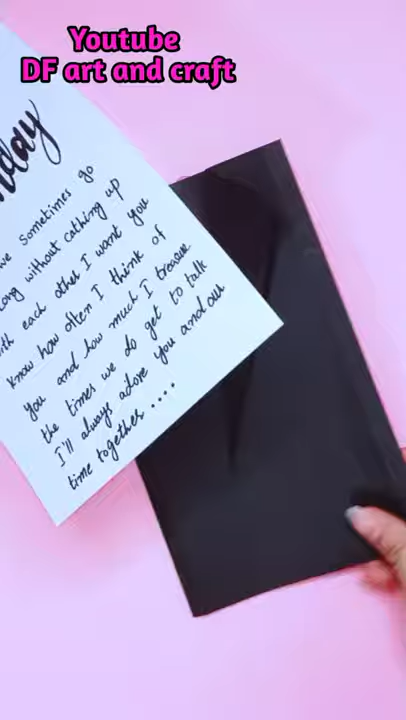 Youtube
DF art and craft
day
we sometimes go
long without cathing up
with each other I want you
know how often I think of
you and how much I treasure
the times we do get to talk
I'll always adore you and our
time together ....